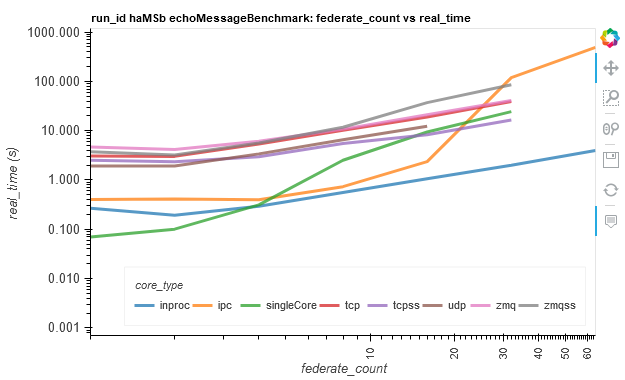 run_id haMSb echoMessageBenchmark: federate_count vs real_time
1000.000
100.000
10.000
1.000
0.100
0.010
0.001
real_time (s)
core_type
inproc ipc singleCore tcp tcpss udp zmq zmqss
10 20 30 40 50 60
federate_count